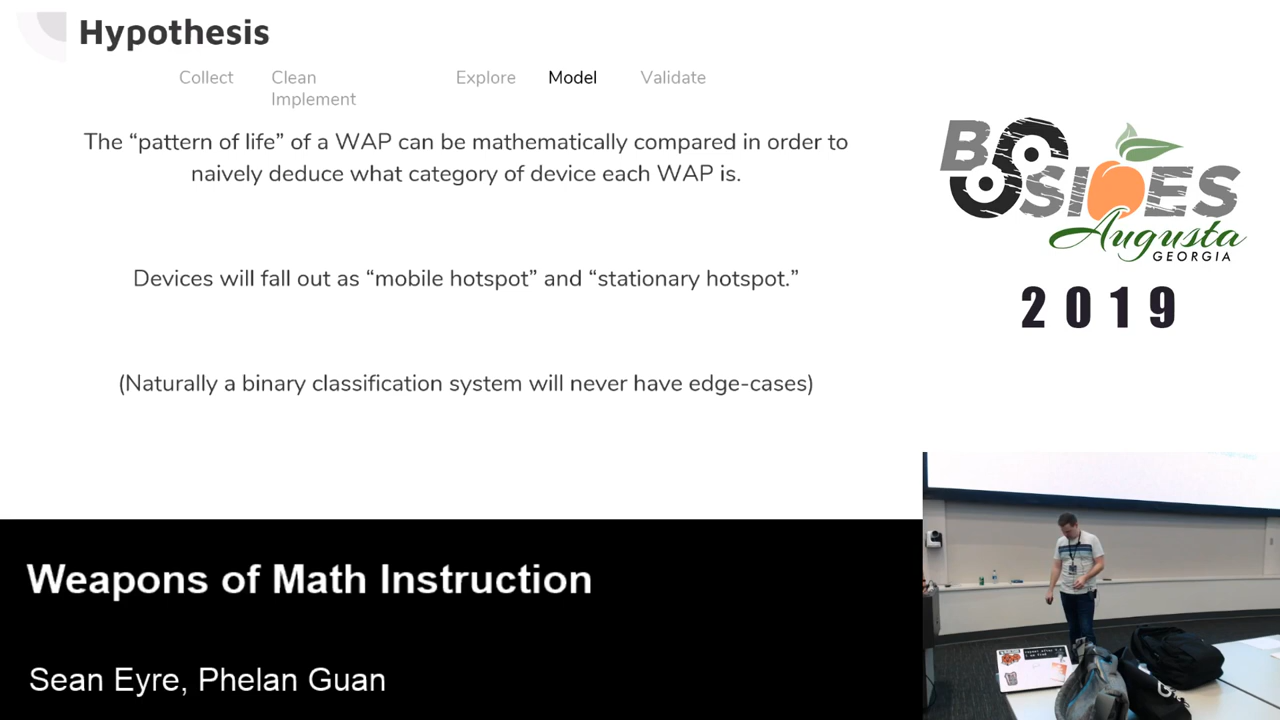 Hypothesis
Collect Clean Explore Model Validate
Implement
The “pattern of life” of a WAP can be mathematically compared in order to
naively deduce what category of device each WAP is.
Devices will fall out as “mobile hotspot” and “stationary hotspot.”
(Naturally a binary classification system will never have edge-cases)
BSIDES
Augusta
GEORGIA
2019
Weapons of Math Instruction
Sean Eyre, Phelan Guan